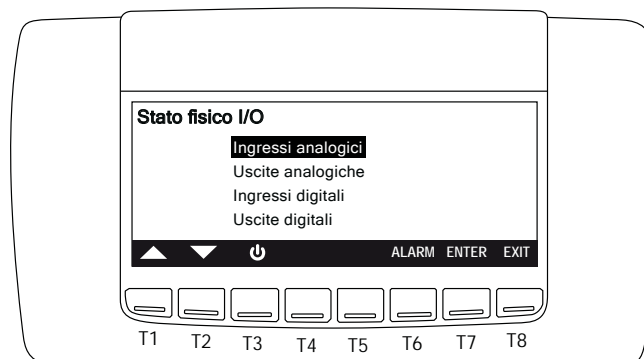 Stato fisico I/O
Ingressi analogici
Uscite analogiche
Ingressi digitali
Uscite digitali
ALARM ENTER EXIT
T1 T2 T3 T4 T5 T6 T7 T8